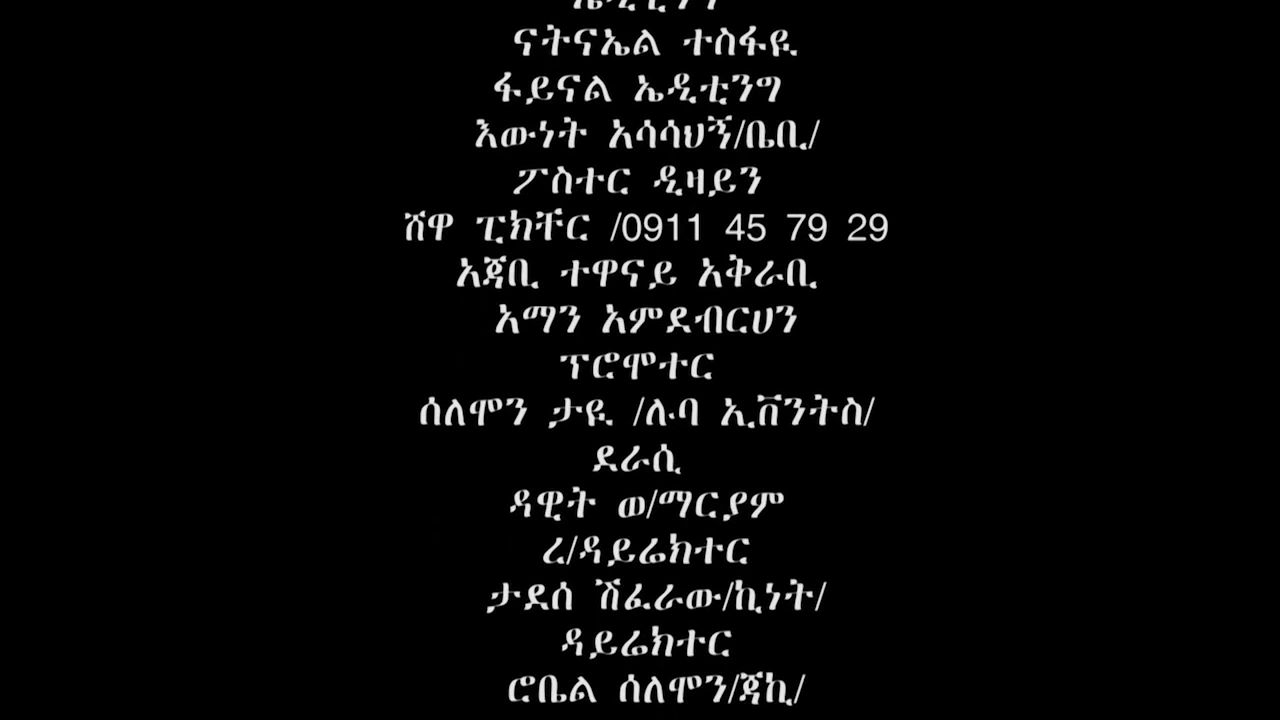 ኤዲቲንግ
ናትናኤል ተስፋዬ
ፋይናል ኤዲቲንግ
እውነት አሳሳህኝ/ቤቢ/
ፖስተር ዲዛይን
ሸዋ ፒክቸር /0911 45 79 29
አጃቢ ተዋናይ አቅራቢ
አማን አምደብርሀን
ፕሮሞተር
ሰለሞን ታዬ /ሉባ ኢቨንትስ/
ደራሲ
ዳዊት ወ/ማርያም
ረ/ዳይሬክተር
ታደሰ ሽፈራው/ኪነት/
ዳይሬክተር
ሮቤል ሰለሞን/ጃኪ/